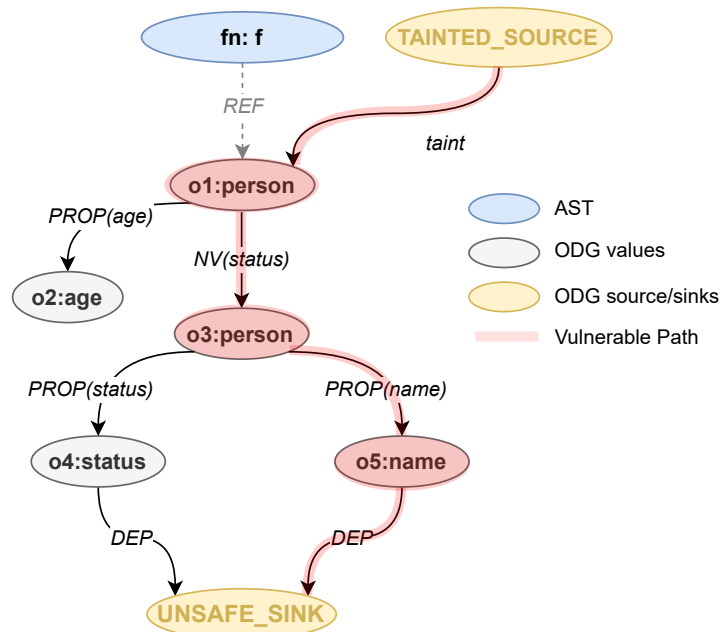 fn: f
TAINTED_SOURCE
REF
taint
o1:person
PROP(age)
AST
NV(status)
ODG values
o2:age
ODG source/sinks
o3:person
Vulnerable Path
PROP(status)
PROP(name)
o4:status
o5:name
DEP
DEP
UNSAFE_SINK